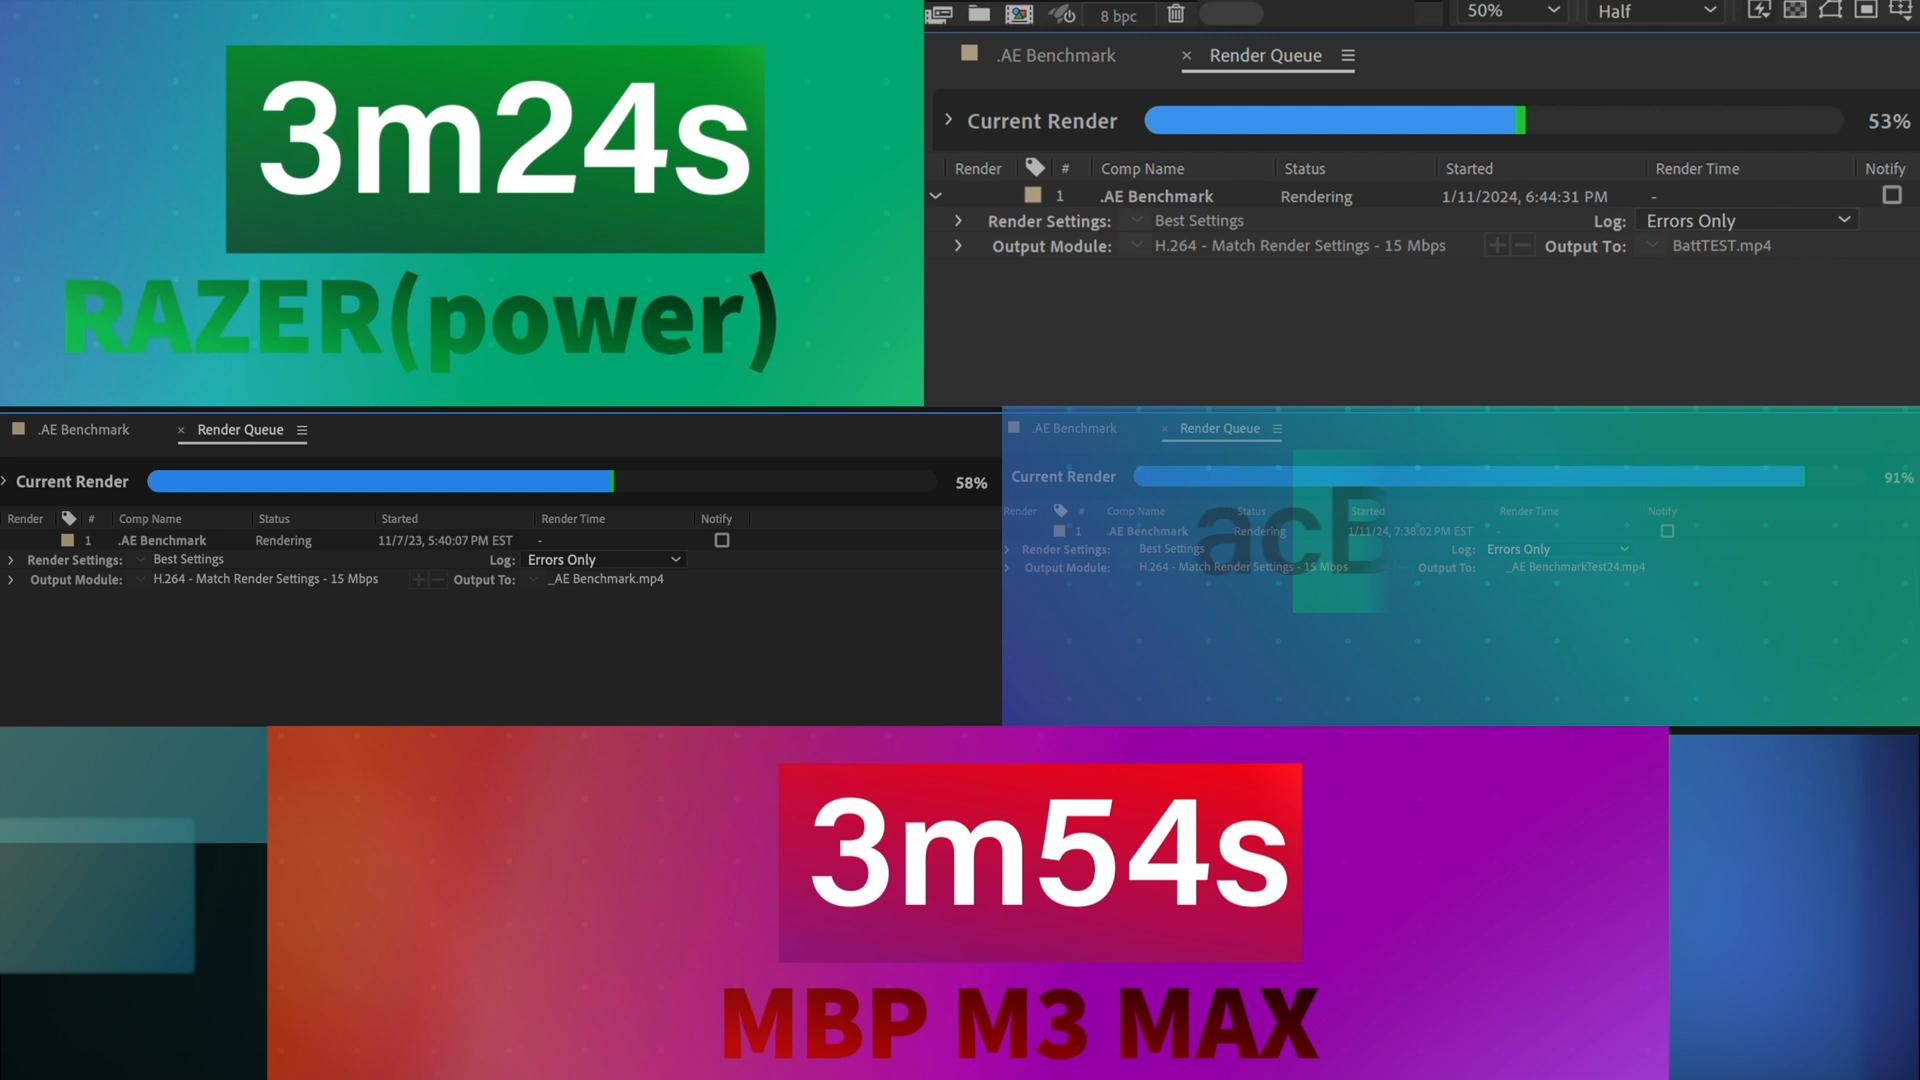 3m24s
RAZER(power)
8 bpc
50%
Half
.AE Benchmark × Render Queue
Current Render 53%
Render # Comp Name Status Started Render Time Notify
1 .AE Benchmark Rendering 1/11/2024, 6:44:31 PM -
Render Settings: Best Settings Log: Errors Only
Output Module: H.264 - Match Render Settings - 15 Mbps + − Output To: BattTEST.mp4
.AE Benchmark × Render Queue
Current Render 58%
Render # Comp Name Status Started Render Time Notify
1 .AE Benchmark Rendering 11/7/23, 5:40:07 PM EST -
Render Settings: Best Settings Log: Errors Only
Output Module: H.264 - Match Render Settings - 15 Mbps + − Output To: _AE Benchmark.mp4
.AE Benchmark × Render Queue
Current Render 91%
Render # Comp Name Status Started Render Time Notify
1 .AE Benchmark Rendering 1/11/24, 7:38:02 PM EST -
Render Settings: Best Settings Log: Errors Only
Output Module: H.264 - Match Render Settings - 15 Mbps Output To: _AE BenchmarkTest24.mp4
acB
3m54s
MBP M3 MAX